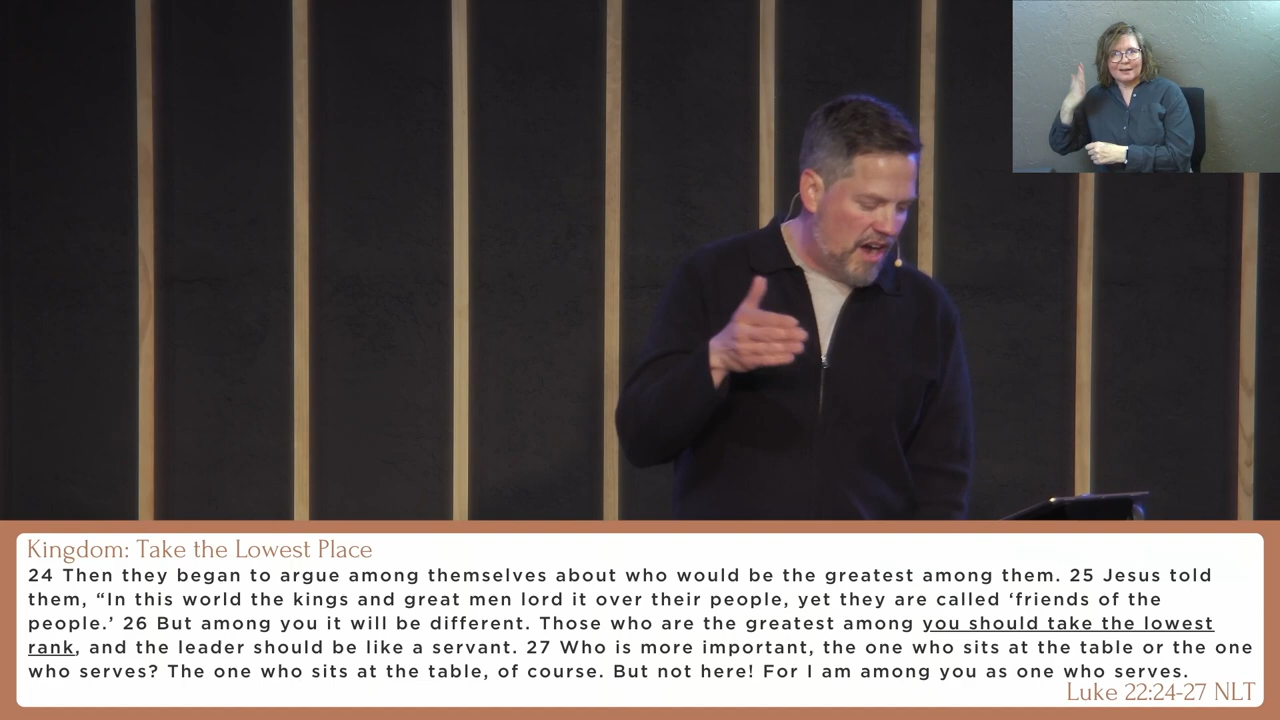 Kingdom: Take the Lowest Place
24 Then they began to argue among themselves about who would be the greatest among them. 25 Jesus told
them, “In this world the kings and great men lord it over their people, yet they are called ‘friends of the
people.’ 26 But among you it will be different. Those who are the greatest among you should take the lowest
rank, and the leader should be like a servant. 27 Who is more important, the one who sits at the table or the one
who serves? The one who sits at the table, of course. But not here! For I am among you as one who serves.
Luke 22:24-27 NLT